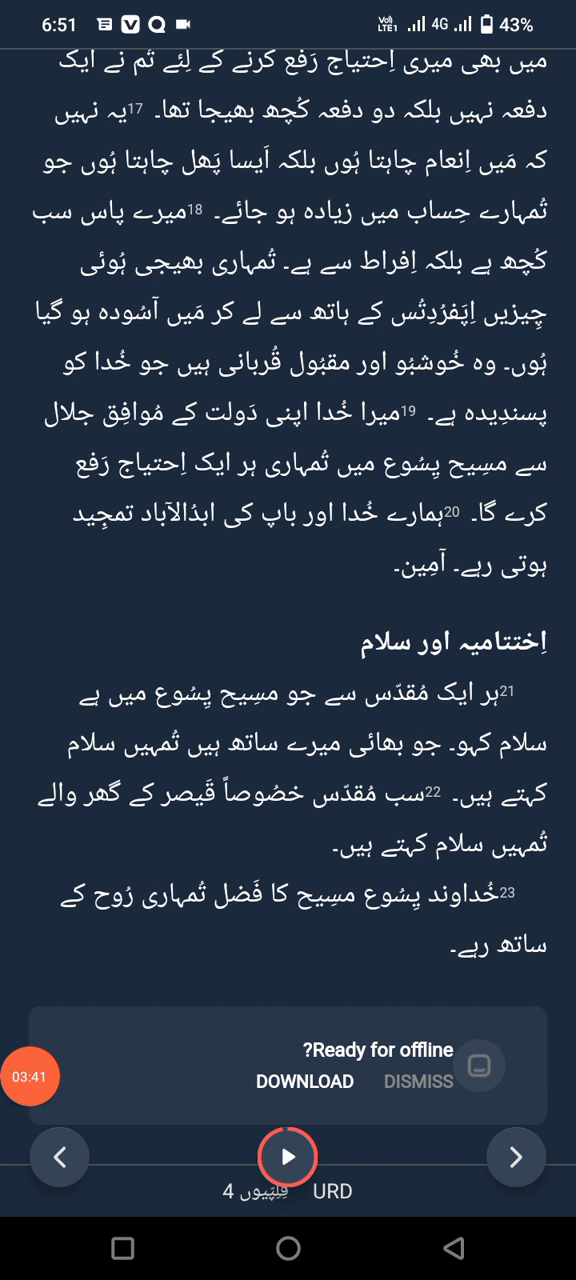 6:51 VoD LTE1 4G 43%
میں بھی میری اِحتیاج رَفع کرنے کے لِئے تُم نے ایک
دفعہ نہیں بلکہ دو دفعہ کُچھ بھیجا تھا۔ 17یہ نہیں
کہ مَیں اِنعام چاہتا ہُوں بلکہ اَیسا پَھل چاہتا ہُوں جو
تُمہارے حِساب میں زیادہ ہو جائے۔ 18میرے پاس سب
کُچھ ہے بلکہ اِفراط سے ہے۔ تُمہاری بھیجی ہُوئی
چِیزیں اِپَفرُدِتُس کے ہاتھ سے لے کر مَیں آسُودہ ہو گیا
ہُوں۔ وہ خُوشبُو اور مقبُول قُربانی ہیں جو خُدا کو
پسندِیدہ ہے۔ 19میرا خُدا اپنی دَولت کے مُوافِق جلال
سے مسِیح یِسُوع میں تُمہاری ہر ایک اِحتیاج رَفع
کرے گا۔ 20ہمارے خُدا اور باپ کی ابدُالآباد تمجِید
ہوتی رہے۔ آمِین۔
اِختتامیہ اور سلام
21ہر ایک مُقدّس سے جو مسِیح یِسُوع میں ہے
سلام کہو۔ جو بھائی میرے ساتھ ہیں تُمہیں سلام
کہتے ہیں۔ 22سب مُقدّس خصُوصاً قَیصر کے گھر والے
تُمہیں سلام کہتے ہیں۔
23خُداوند یِسُوع مسِیح کا فَضل تُمہاری رُوح کے
ساتھ رہے۔
?Ready for offline
DOWNLOAD DISMISS
03:41
فِلِپّیوں 4 URD